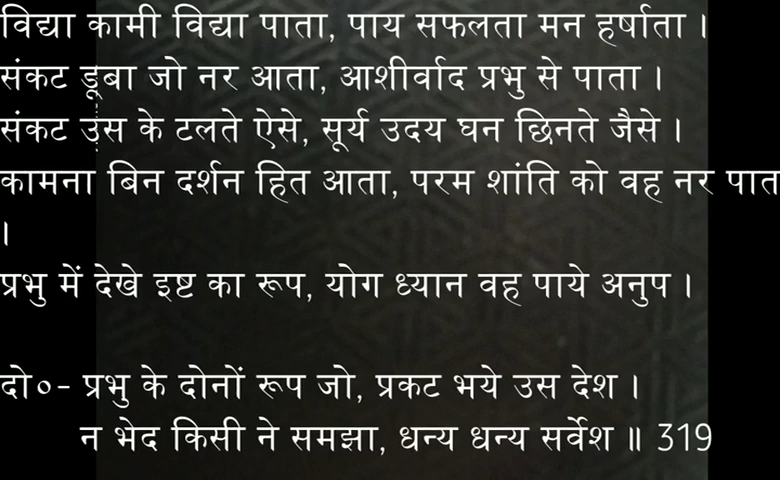 विद्या कामी विद्या पाता, पाय सफलता मन हर्षाता ।
संकट डूबा जो नर आता, आशीर्वाद प्रभु से पाता ।
संकट उस के टलते ऐसे, सूर्य उदय घन छिनते जैसे ।
कामना बिन दर्शन हित आता, परम शांति को वह नर पात
।
प्रभु में देखे इष्ट का रूप, योग ध्यान वह पाये अनुप ।
दो०- प्रभु के दोनों रूप जो, प्रकट भये उस देश ।
न भेद किसी ने समझा, धन्य धन्य सर्वेश ॥ 319